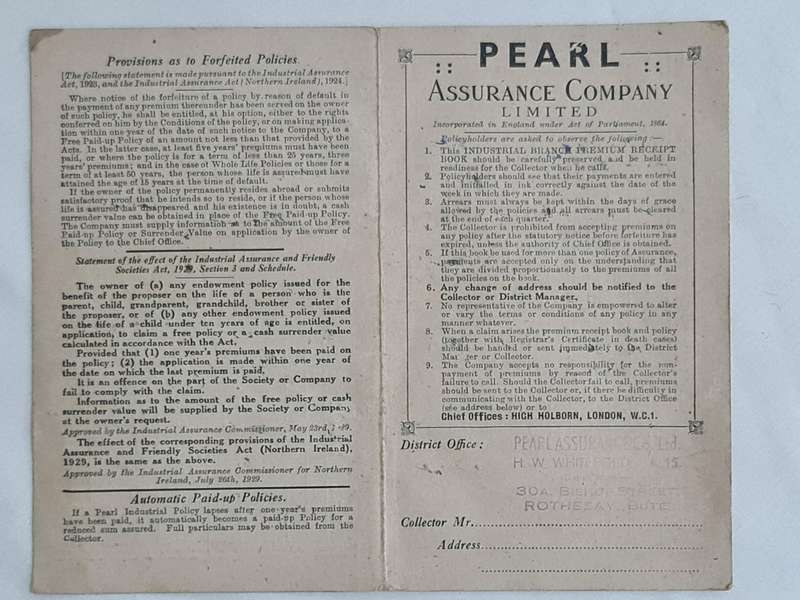 Provisions as to Forfeited Policies.
[The following statement is made pursuant to the Industrial Assurance
Act, 1923, and the Industrial Assurance Act (Northern Ireland), 1924.]
Where notice of the forfeiture of a policy by reason of default in
the payment of any premium thereunder has been served on the owner
of such policy, he shall be entitled, at his option, either to the rights
conferred on him by the Conditions of the policy, or on making applica-
tion within one year of the date of such notice to the Company, to a
Free Paid-up Policy of an amount not less than that provided by the
Acts. In the latter case, at least five years' premiums must have been
paid, or where the policy is for a term of less than 25 years, three
years' premiums; and in the case of Whole Life Policies or those for a
term of at least 50 years, the person whose life is assured must have
attained the age of 15 years at the time of default.
If the owner of the policy permanently resides abroad or submits
satisfactory proof that he intends so to reside, or if the person whose
life is assured has disappeared and his existence is in doubt, a cash
surrender value can be obtained in place of the Free Paid-up Policy.
The Company must supply information as to the amount of the Free
Paid-up Policy or Surrender Value on application by the owner of
the Policy to the Chief Office.
Statement of the effect of the Industrial Assurance and Friendly
Societies Act, 1929, Section 3 and Schedule.
The owner of (a) any endowment policy issued for the
benefit of the proposer on the life of a person who is the
parent, child, grandparent, grandchild, brother or sister of
the proposer, or of (b) any other endowment policy issued
on the life of a child under ten years of age is entitled, on
application, to claim a free policy or a cash surrender value
calculated in accordance with the Act.
Provided that (1) one year's premiums have been paid on
the policy; (2) the application is made within one year of
the date on which the last premium is paid.
It is an offence on the part of the Society or Company to
fail to comply with the claim.
Information as to the amount of the free policy or cash
surrender value will be supplied by the Society or Company
at the owner's request.
Approved by the Industrial Assurance Commissioner, May 23rd,
The effect of the corresponding provisions of the Industrial
Assurance and Friendly Societies Act (Northern Ireland),
1929, is the same as the above.
Approved by the Industrial Assurance Commissioner for Northern
Ireland, July 26th, 1929.
Automatic Paid-up Policies.
If a Pearl Industrial Policy lapses after one year's premiums
have been paid, it automatically becomes a paid-up Policy for a
reduced sum assured. Full particulars may be obtained from the
Collector.
PEARL
ASSURANCE COMPANY
LIMITED
Incorporated in England under Act of Parliament, 1864.
Policyholders are asked to observe the following:—
1. This INDUSTRIAL BRANCH PREMIUM RECEIPT
BOOK should be carefully preserved and be held in
readiness for the Collector when he calls.
2. Policyholders should see that their payments are entered
and initialled in ink correctly against the date of the
week in which they are made.
3. Arrears must always be kept within the days of grace
allowed by the policies and all arrears must be cleared
at the end of each quarter.
4. The Collector is prohibited from accepting premiums on
any policy after the statutory notice before forfeiture has
expired, unless the authority of Chief Office is obtained.
5. If this book be used for more than one policy of Assurance,
payments are accepted only on the understanding that
they are divided proportionately to the premiums of all
the policies on the book.
6. Any change of address should be notified to the
Collector or District Manager.
7. No representative of the Company is empowered to alter
or vary the terms or conditions of any policy in any
manner whatever.
8. When a claim arises the premium receipt book and policy
(together with Registrar's Certificate in death cases)
should be handed or sent immediately to the District
Manager or Collector.
9. The Company accepts no responsibility for the non-
payment of premiums by reason of the Collector's
failure to call. Should the Collector fail to call, premiums
should be sent to the Collector or, if there be difficulty in
communicating with the Collector, to the District Office
(see address below) or to
Chief Offices: HIGH HOLBORN, LONDON, W.C.1.
District Office: PEARL ASSURANCE Co. Ltd.
H. W.
30A,
ROTHESAY, BUTE
Collector Mr.
Address